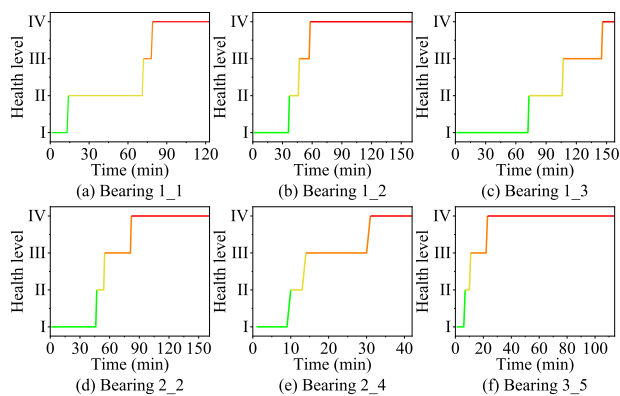 IV
III
II
I
Health level
0 30 60 90 120
Time (min)
(a) Bearing 1_1
IV
III
II
I
Health level
0 30 60 90 120 150
Time (min)
(b) Bearing 1_2
IV
III
II
I
Health level
0 30 60 90 120 150
Time (min)
(c) Bearing 1_3
IV
III
II
I
Health level
0 30 60 90 120 150
Time (min)
(d) Bearing 2_2
IV
III
II
I
Health level
0 10 20 30 40
Time (min)
(e) Bearing 2_4
IV
III
II
I
Health level
0 20 40 60 80 100
Time (min)
(f) Bearing 3_5